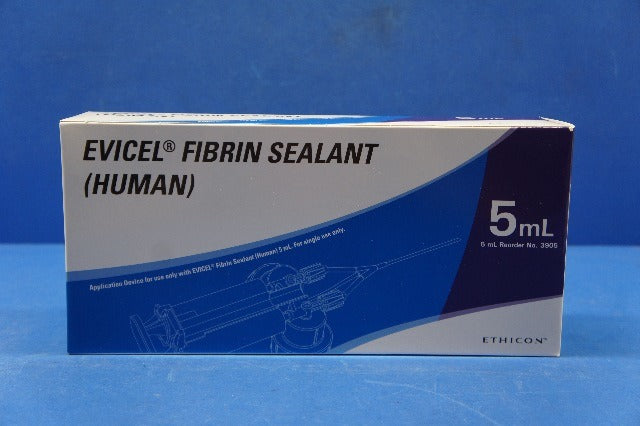 EVICEL® FIBRIN SEALANT
(HUMAN)
5mL
5 mL Reorder No. 3905
Application Device for use only with EVICEL® Fibrin Sealant (Human) 5 mL. For single use only.
ETHICON™